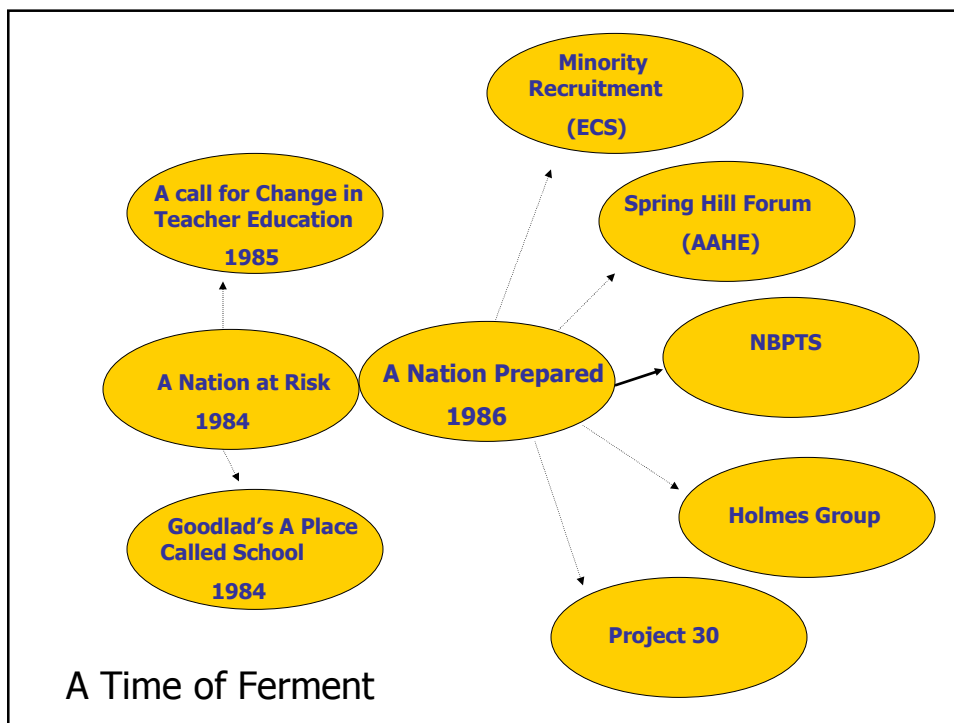 Minority
Recruitment
(ECS)
A call for Change in
Teacher Education
1985
Spring Hill Forum
(AAHE)
NBPTS
A Nation at Risk
1984
A Nation Prepared
1986
Goodlad’s A Place
Called School
1984
Holmes Group
Project 30
A Time of Ferment